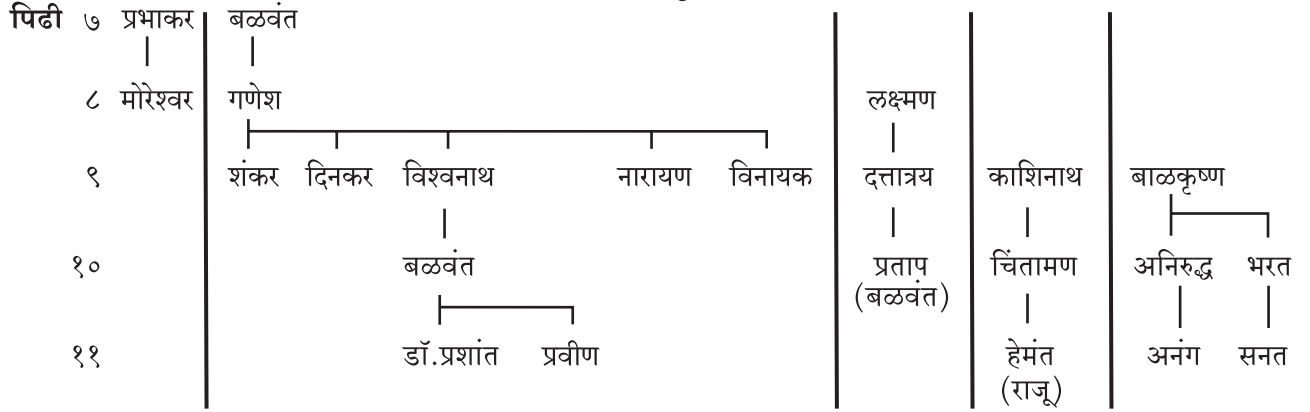 पिढी ७ प्रभाकर बळवंत
८ मोरेश्वर गणेश लक्ष्मण
९ शंकर दिनकर विश्वनाथ नारायण विनायक दत्तात्रय काशिनाथ बाळकृष्ण
१० बळवंत प्रताप चिंतामण अनिरुद्ध भरत
(बळवंत)
११ डॉ.प्रशांत प्रवीण हेमंत अनंग सनत
(राजू)